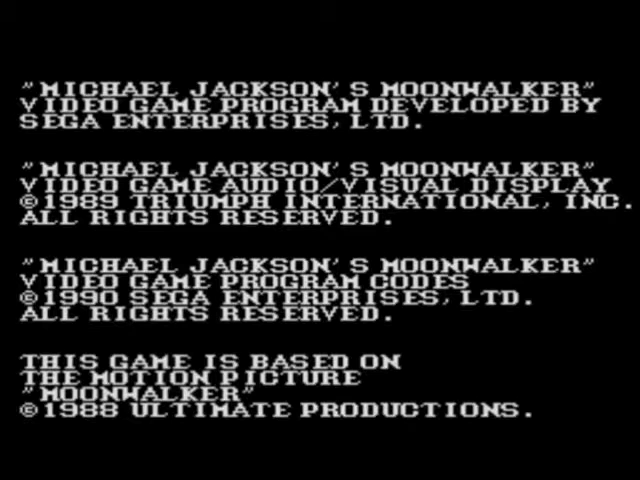 "MICHAEL JACKSON'S MOONWALKER"
VIDEO GAME PROGRAM DEVELOPED BY
SEGA ENTERPRISES, LTD.
"MICHAEL JACKSON'S MOONWALKER"
VIDEO GAME AUDIO/VISUAL DISPLAY
©1989 TRIUMPH INTERNATIONAL, INC.
ALL RIGHTS RESERVED.
"MICHAEL JACKSON'S MOONWALKER"
VIDEO GAME PROGRAM CODES
©1990 SEGA ENTERPRISES, LTD.
ALL RIGHTS RESERVED.
THIS GAME IS BASED ON
THE MOTION PICTURE
"MOONWALKER"
©1988 ULTIMATE PRODUCTIONS.